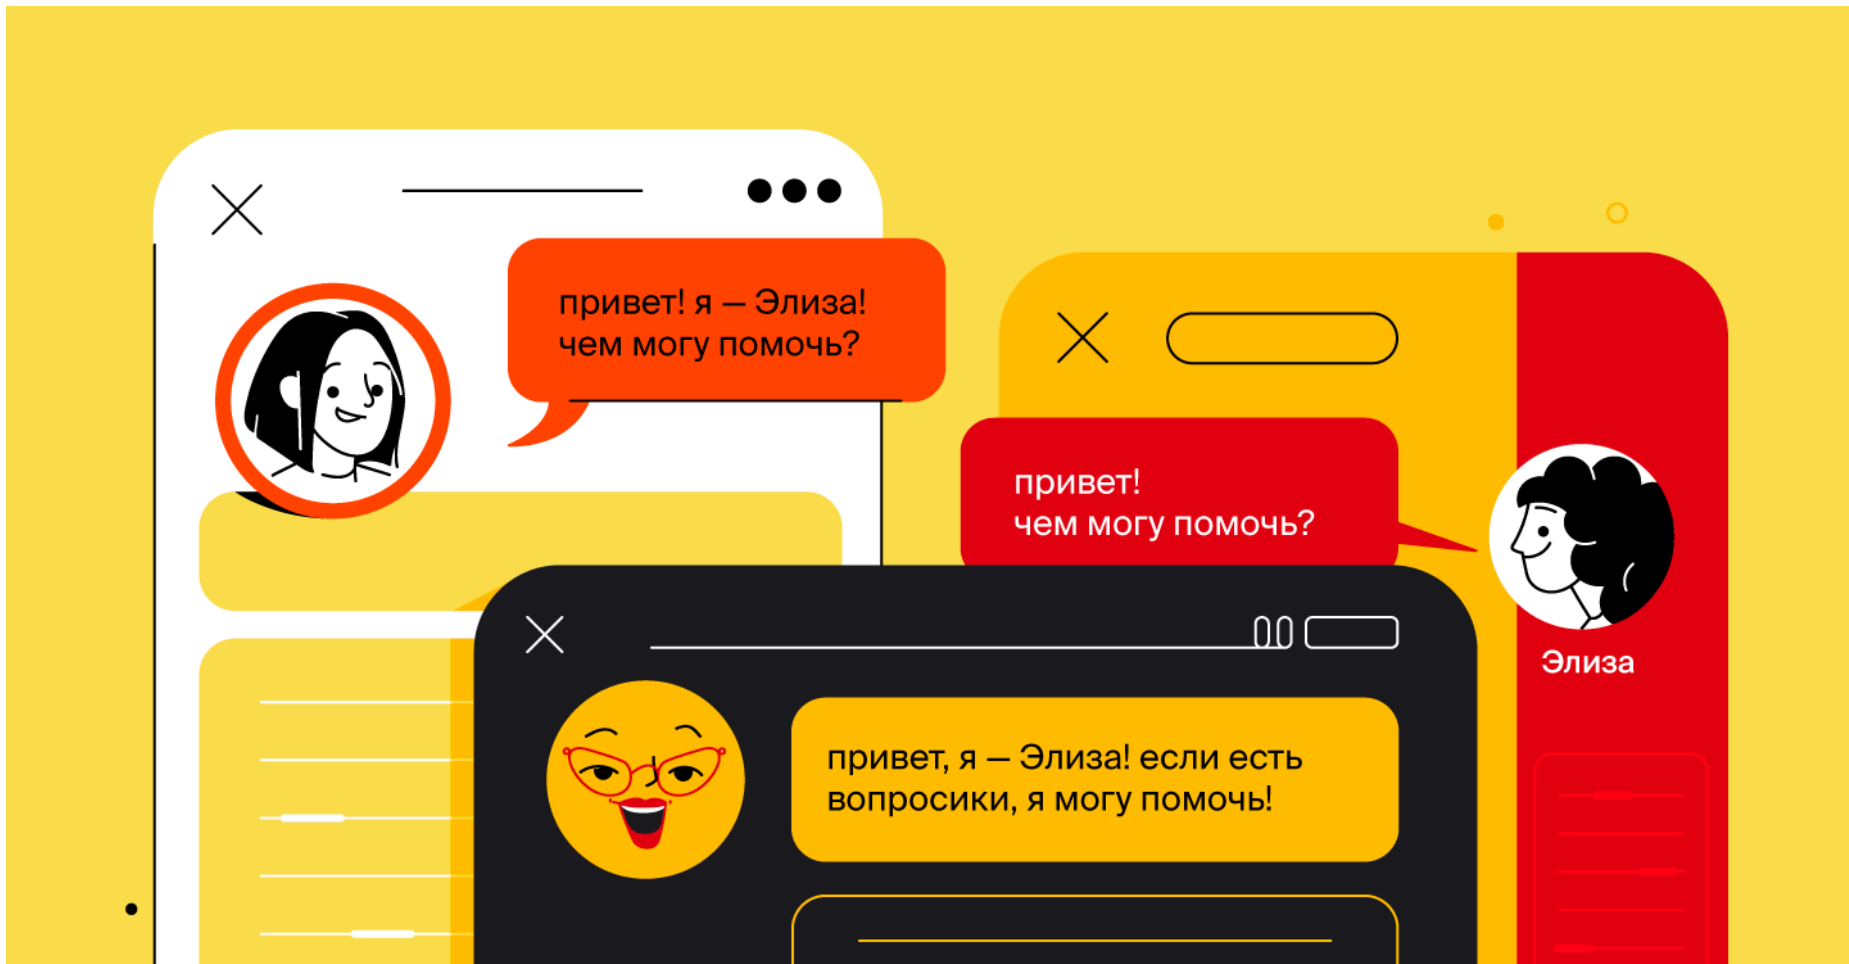 привет! я — Элиза!
чем могу помочь?
привет!
чем могу помочь?
Элиза
привет, я — Элиза! если есть
вопросики, я могу помочь!